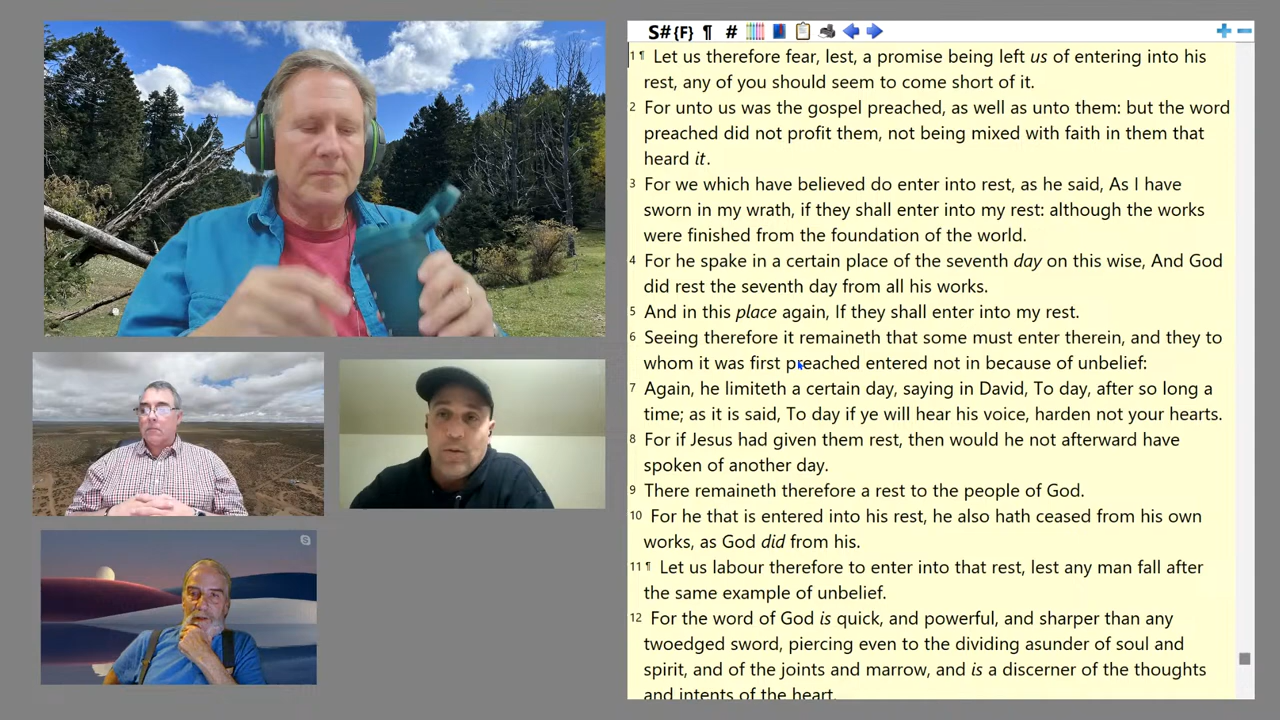 S# {F} ¶ #
1 ¶ Let us therefore fear, lest, a promise being left us of entering into his
rest, any of you should seem to come short of it.
2 For unto us was the gospel preached, as well as unto them: but the word
preached did not profit them, not being mixed with faith in them that
heard it.
3 For we which have believed do enter into rest, as he said, As I have
sworn in my wrath, if they shall enter into my rest: although the works
were finished from the foundation of the world.
4 For he spake in a certain place of the seventh day on this wise, And God
did rest the seventh day from all his works.
5 And in this place again, If they shall enter into my rest.
6 Seeing therefore it remaineth that some must enter therein, and they to
whom it was first preached entered not in because of unbelief:
7 Again, he limiteth a certain day, saying in David, To day, after so long a
time; as it is said, To day if ye will hear his voice, harden not your hearts.
8 For if Jesus had given them rest, then would he not afterward have
spoken of another day.
9 There remaineth therefore a rest to the people of God.
10 For he that is entered into his rest, he also hath ceased from his own
works, as God did from his.
11 ¶ Let us labour therefore to enter into that rest, lest any man fall after
the same example of unbelief.
12 For the word of God is quick, and powerful, and sharper than any
twoedged sword, piercing even to the dividing asunder of soul and
spirit, and of the joints and marrow, and is a discerner of the thoughts
and intents of the heart.